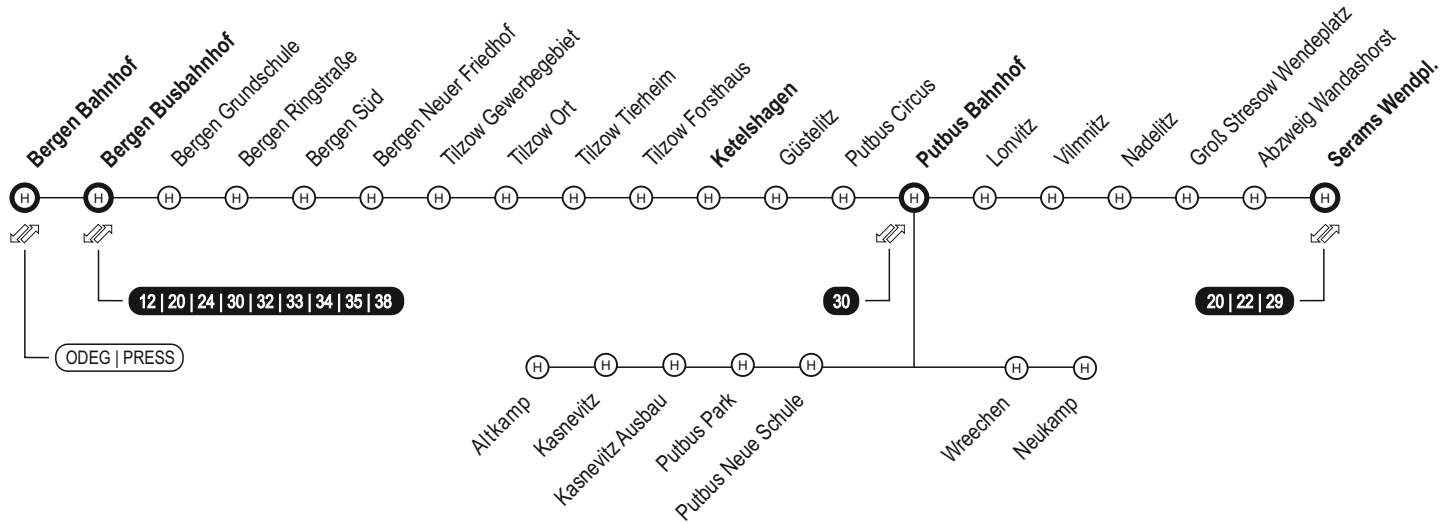 Bergen Bahnhof
Bergen Busbahnhof
Bergen Grundschule
Bergen Ringstraße
Bergen Süd
Bergen Neuer Friedhof
Tilzow Gewerbegebiet
Tilzow Ort
Tilzow Tierheim
Tilzow Forsthaus
Ketelshagen
Güstelitz
Putbus Circus
Putbus Bahnhof
Lonvitz
Vilmnitz
Nadelitz
Groß Stresow Wendeplatz
Abzweig Wandashorst
Serams Wendpl.
H H H H H H H H H H H H H H H H H H H H
12 | 20 | 24 | 30 | 32 | 33 | 34 | 35 | 38
30
20 | 22 | 29
ODEG | PRESS
H H H H H H H
Altkamp
Kasnevitz
Kasnevitz Ausbau
Putbus Park
Putbus Neue Schule
Wreechen
Neukamp